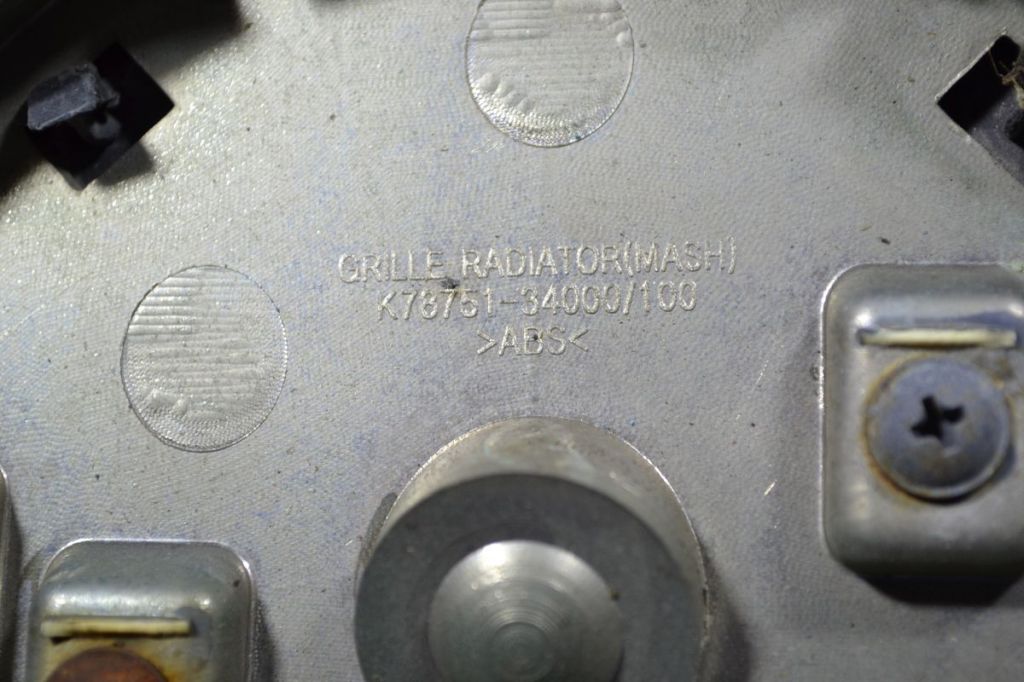 GRILLE RADIATOR(MASH)
K78751-34000/100
>ABS<